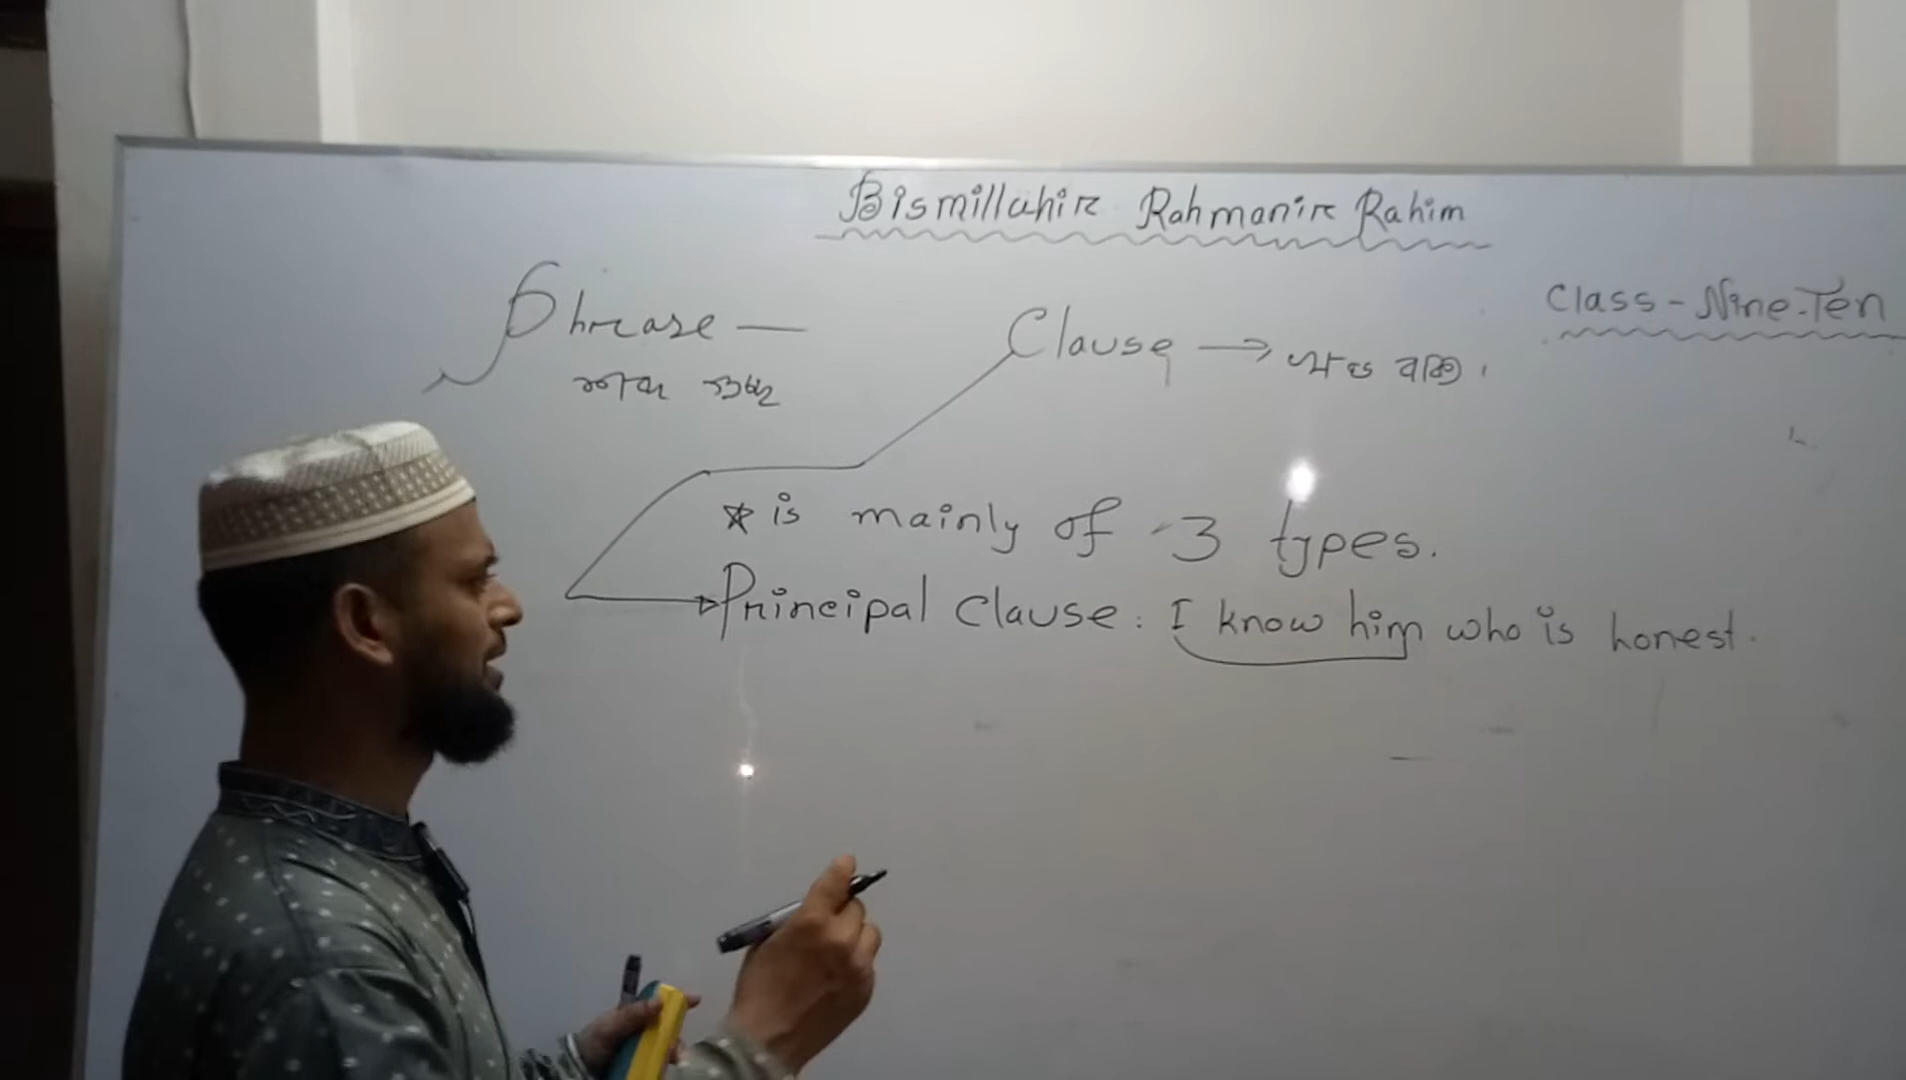 Bismillahir Rahmanir Rahim
Class - Nine-Ten
Phrase —
Clause → খন্ড বাক্য।
* is mainly of 3 types.
Principal Clause: I know him who is honest.